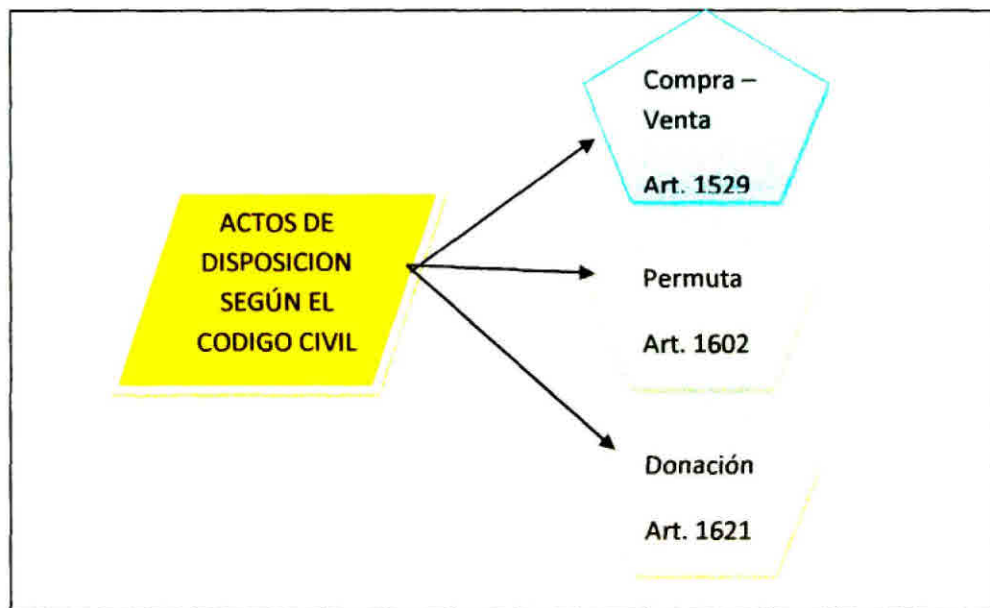 ACTOS DE
DISPOSICION
SEGÚN EL
CODIGO CIVIL
Compra –
Venta
Art. 1529
Permuta
Art. 1602
Donación
Art. 1621